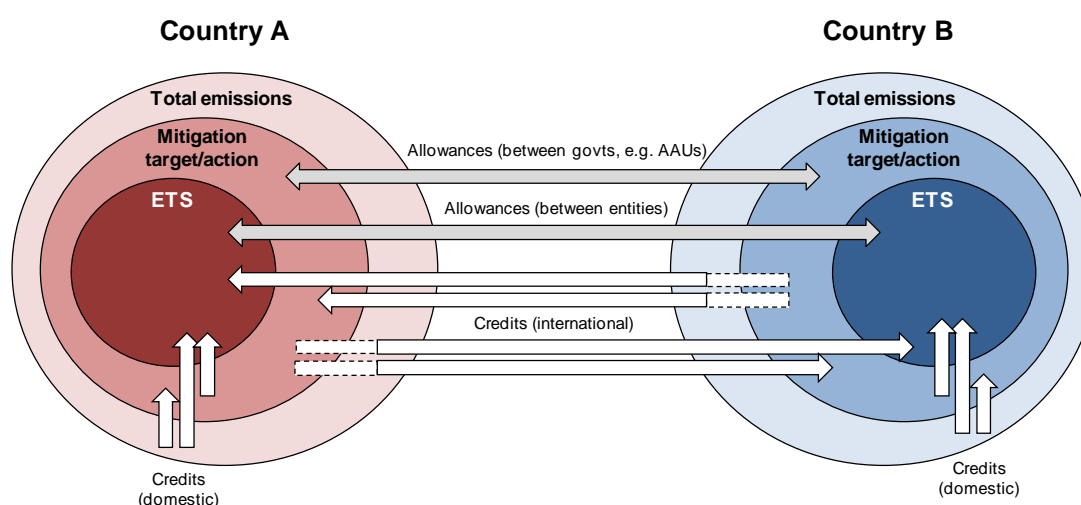 Country A
Country B
Total emissions
Total emissions
Mitigation
target/action
Mitigation
target/action
Allowances (between govts, e.g. AAUs)
ETS
ETS
Allowances (between entities)
Credits (international)
Credits
(domestic)
Credits
(domestic)